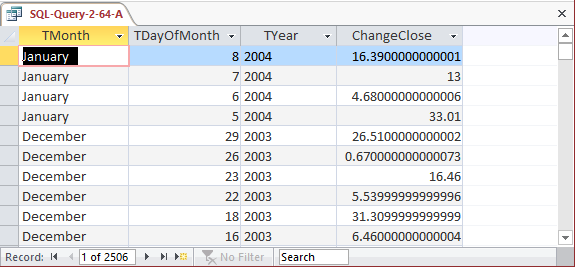 SQL-Query-2-64-A
TMonth TDayOfMonth TYear ChangeClose
January 8 2004 16.3900000000001
January 7 2004 13
January 6 2004 4.68000000000006
January 5 2004 33.01
December 29 2003 26.51000000000002
December 26 2003 0.670000000000073
December 23 2003 16.46
December 22 2003 5.53999999999996
December 18 2003 31.3099999999999
December 16 2003 6.46000000000004
Record: 1 of 2506 No Filter Search